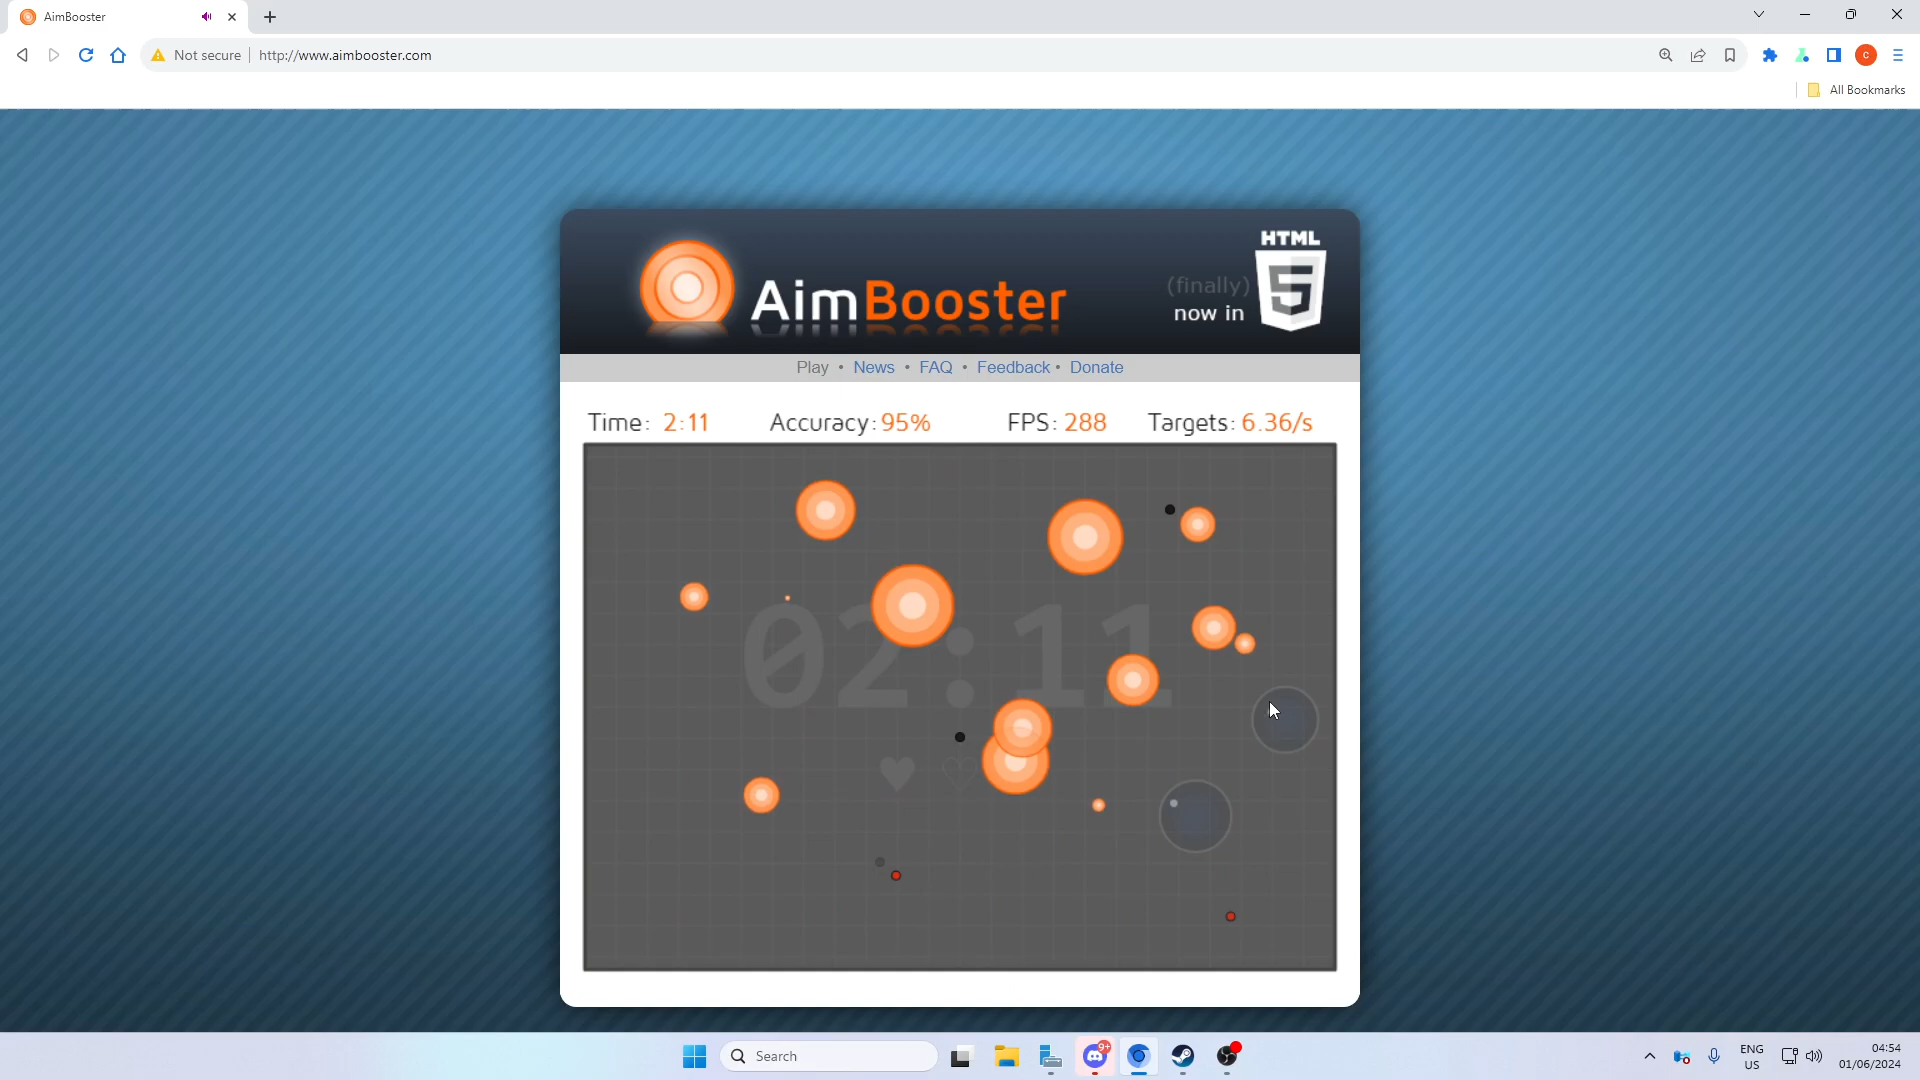 AimBooster
Not secure
http://www.aimbooster.com
All Bookmarks
HTML
5
(finally)
now in
AimBooster
Play • News • FAQ • Feedback • Donate
Time: 2:11 Accuracy: 95% FPS: 288 Targets: 6.36/s
02:11
Search
9+
ENG
US
04:54
01/06/2024
c